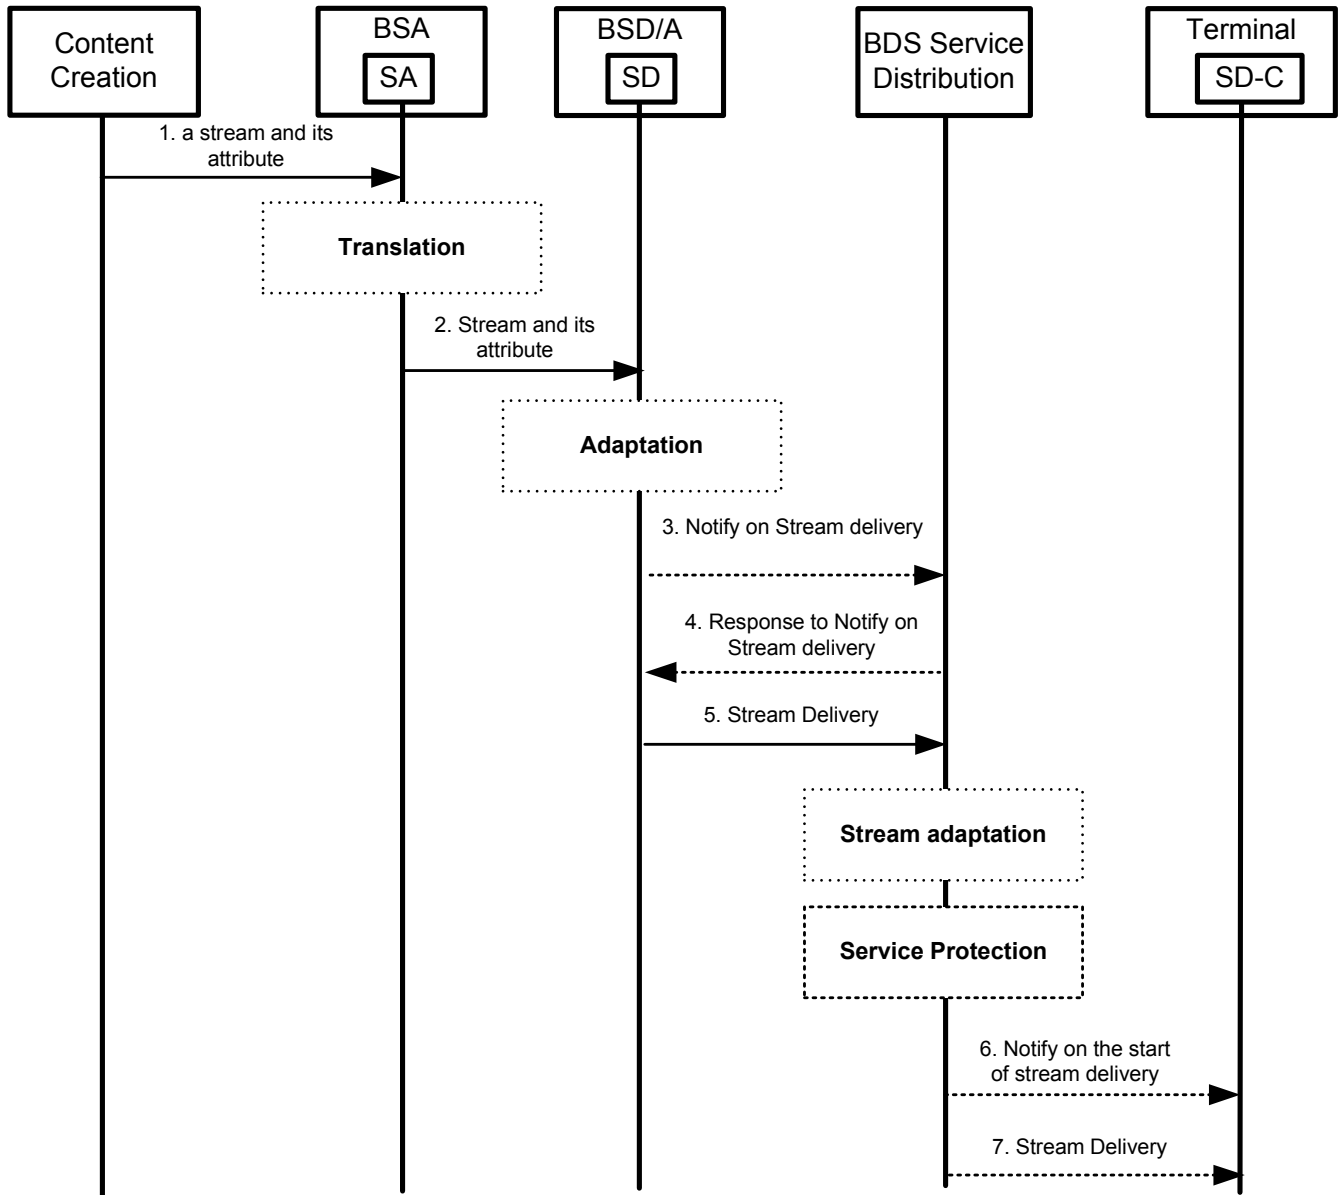 Content
Creation
BSA
SA
BSD/A
SD
BDS Service
Distribution
Terminal
SD-C
1. a stream and its
attribute
Translation
2. Stream and its
attribute
Adaptation
3. Notify on Stream delivery
4. Response to Notify on
Stream delivery
5. Stream Delivery
Stream adaptation
Service Protection
6. Notify on the start
of stream delivery
7. Stream Delivery